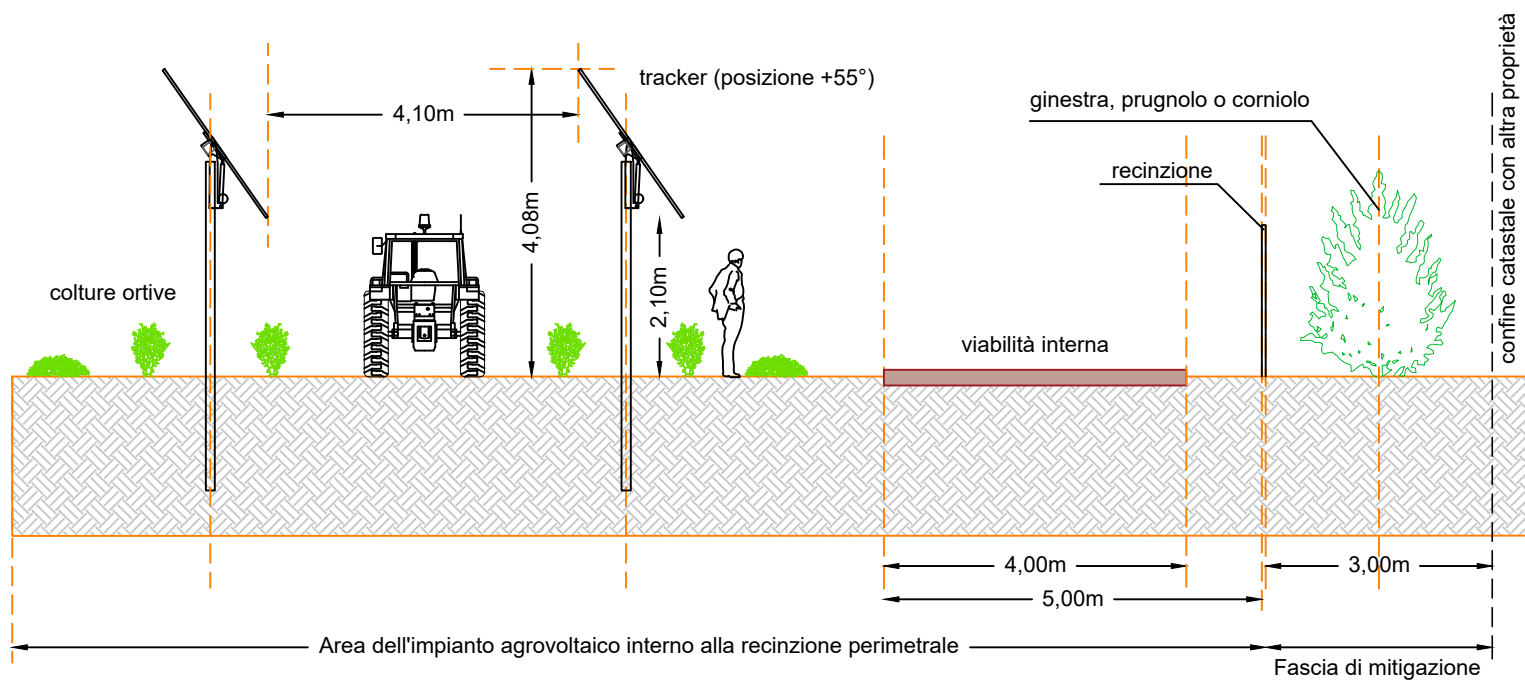 tracker (posizione +55°)
4,10m
4,08m
2,10m
colture ortive
ginestra, prugnolo o corniolo
recinzione
confine catastale con altra proprietà
viabilità interna
4,00m
3,00m
5,00m
Area dell'impianto agrovoltaico interno alla recinzione perimetrale
Fascia di mitigazione